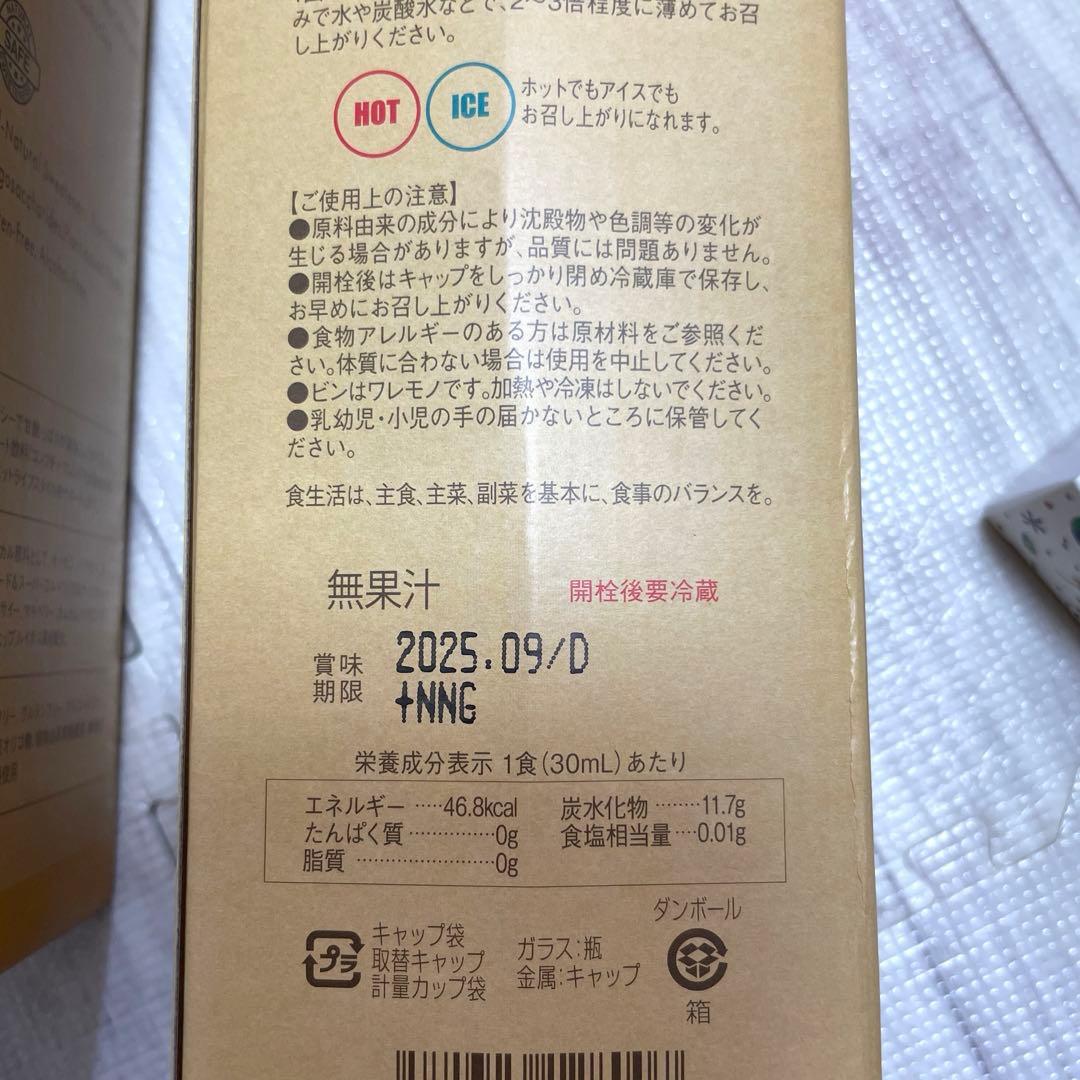 みで水や炭酸水などで、2〜3倍程度に薄めてお召
し上がりください。
HOT
ICE
ホットでもアイスでも
お召し上がりになれます。
【ご使用上の注意】
●原料由来の成分により沈殿物や色調等の変化が
生じる場合がありますが、品質には問題ありません。
●開栓後はキャップをしっかり閉め冷蔵庫で保存し、
お早めにお召し上がりください。
●食物アレルギーのある方は原材料をご参照くだ
さい。体質に合わない場合は使用を中止してください。
●ビンはワレモノです。加熱や冷凍はしないでください。
●乳幼児・小児の手の届かないところに保管してく
ださい。
食生活は、主食、主菜、副菜を基本に、食事のバランスを。
無果汁
開栓後要冷蔵
賞味
期限
2025.09/D
+NNG
栄養成分表示 1食(30mL)あたり
エネルギー·····46.8kcal
たんぱく質···············0g
脂質························0g
炭水化物········11.7g
食塩相当量····0.01g
プラ
キャップ袋
取替キャップ
計量カップ袋
ガラス:瓶
金属:キャップ
ダンボール
箱
SAFE